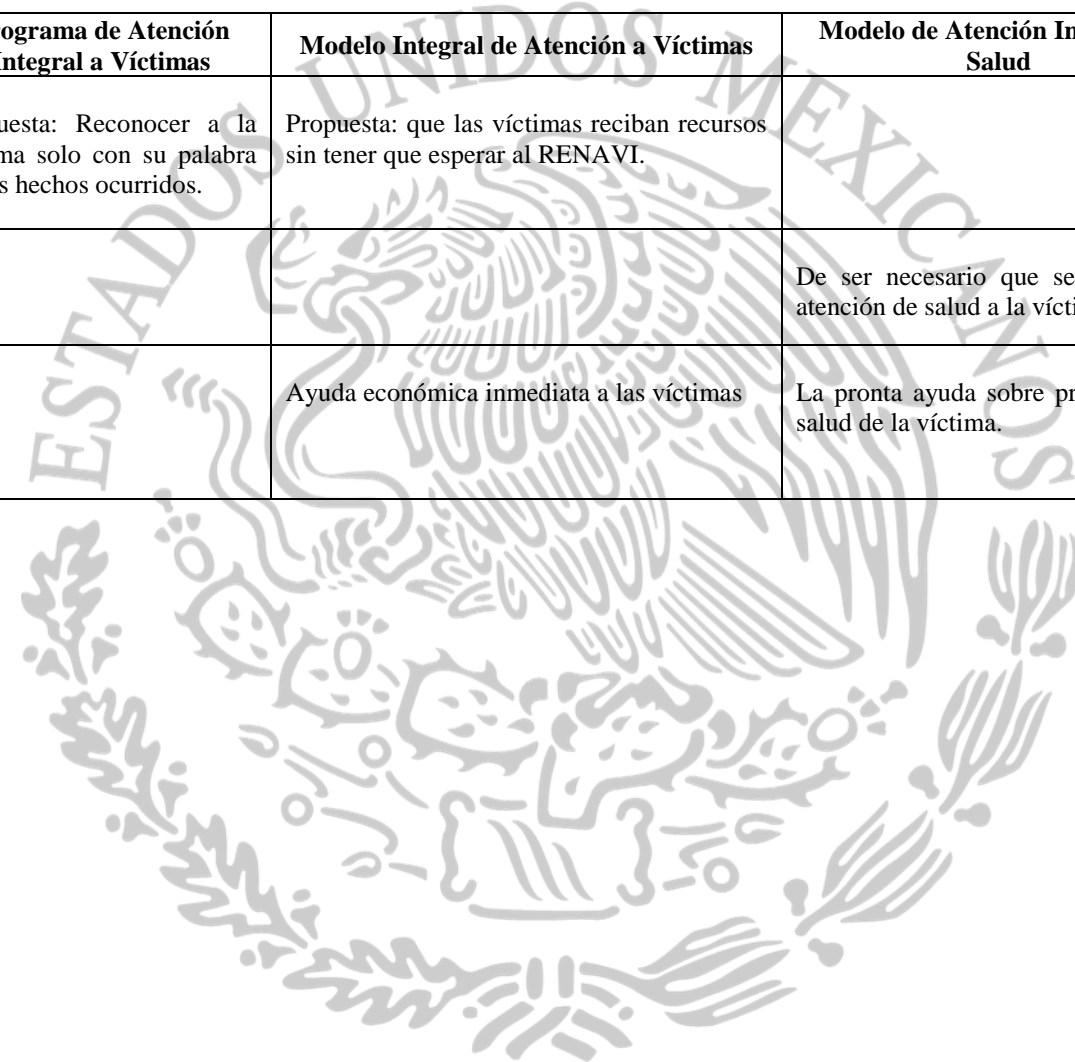 ograma de Atención
Integral a Víctimas
Modelo Integral de Atención a Víctimas
Modelo de Atención In
Salud
uesta: Reconocer a la
ma solo con su palabra
s hechos ocurridos.
Propuesta: que las víctimas reciban recursos
sin tener que esperar al RENAVI.
De ser necesario que se
atención de salud a la vícti
Ayuda económica inmediata a las víctimas
La pronta ayuda sobre pr
salud de la víctima.
ESTADOS UNIDOS MEXICANOS